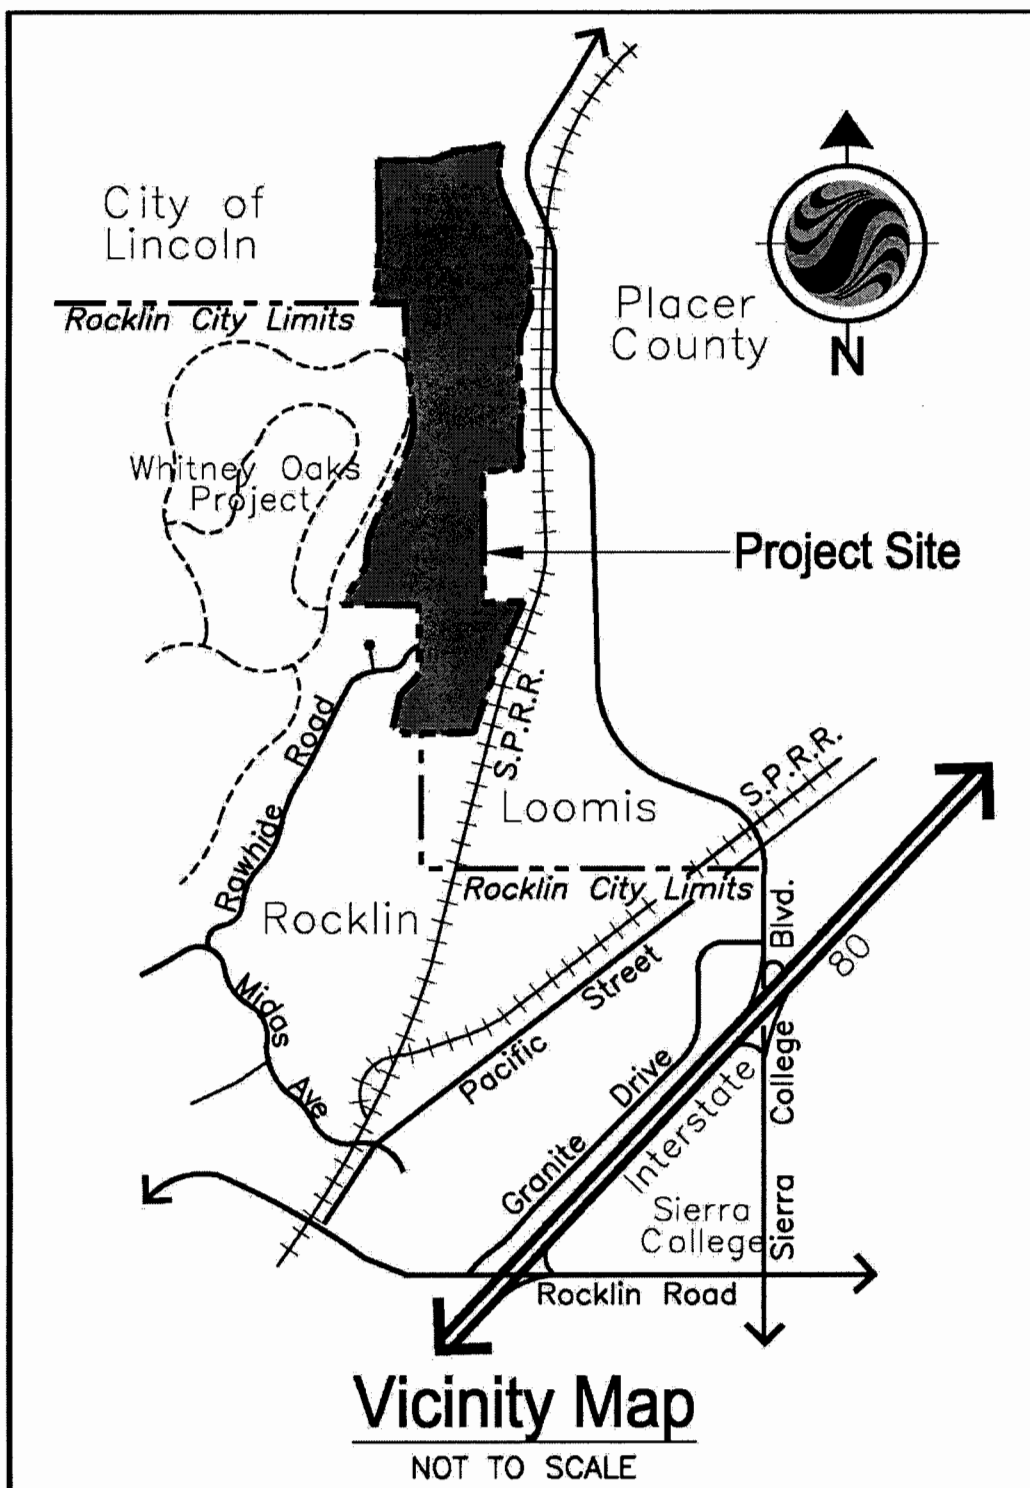 City of
Lincoln
Rocklin City Limits
Placer
County
N
Whitney Oaks
Project
Project Site
Rawhide Road
S.P.R.R.
Loomis
S.P.R.R.
Rocklin City Limits
Rocklin
Midas Ave
Pacific Street
Granite Drive
Interstate 80
Sierra College Blvd.
Sierra
College
Rocklin Road
Vicinity Map
NOT TO SCALE